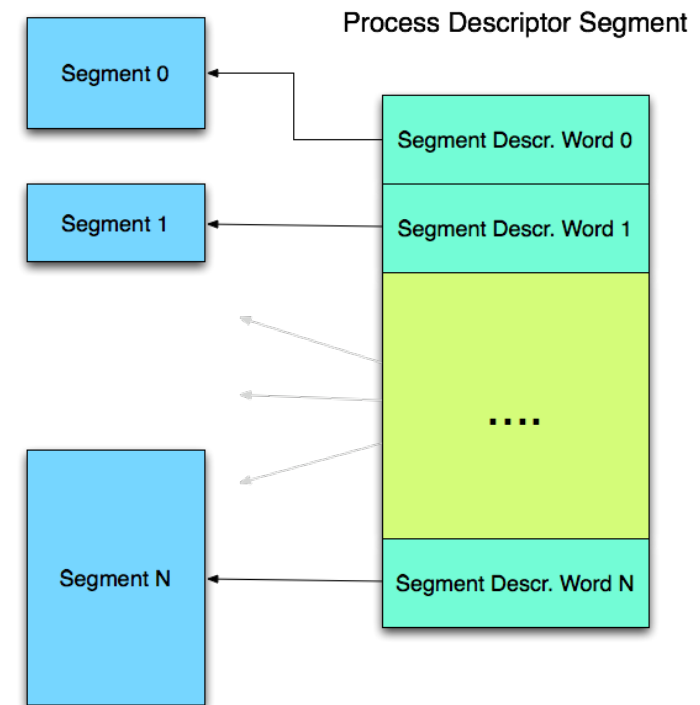 Process Descriptor Segment
Segment 0
Segment Descr. Word 0
Segment 1
Segment Descr. Word 1
....
Segment N
Segment Descr. Word N